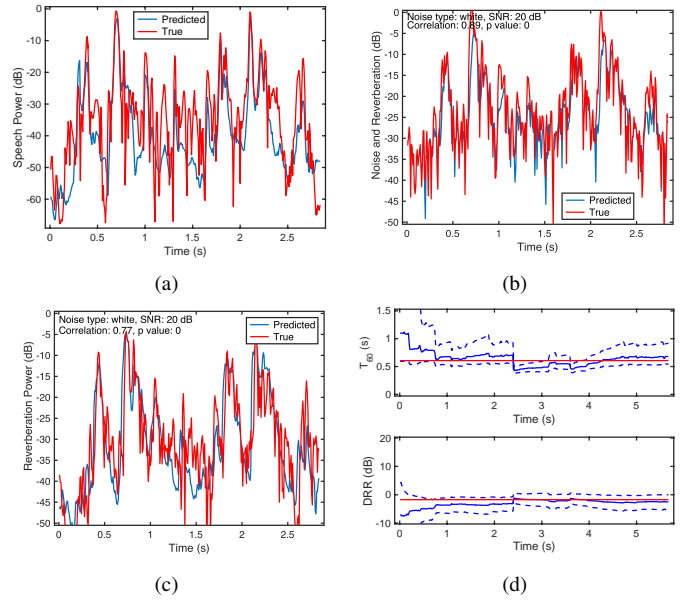 0
-10
-20
-30
-40
-50
-60
Speech Power (dB)
Predicted
True
0
0.5
1
1.5
2
2.5
Time (s)
(a)
0
-5
-10
-15
-20
-25
-30
-35
-40
-45
-50
Noise and Reverberation (dB)
Noise type: white, SNR: 20 dB
Correlation: 0.89, p value: 0
Predicted
True
0
0.5
1
1.5
2
2.5
Time (s)
(b)
0
-5
-10
-15
-20
-25
-30
-35
-40
-45
-50
Reverberation Power (dB)
Noise type: white, SNR: 20 dB
Correlation: 0.77, p value: 0
Predicted
True
0
0.5
1
1.5
2
2.5
Time (s)
(c)
1.5
1
0.5
0
T60 (s)
0
1
2
3
4
5
Time (s)
20
10
0
-10
DRR (dB)
0
1
2
3
4
5
Time (s)
(d)